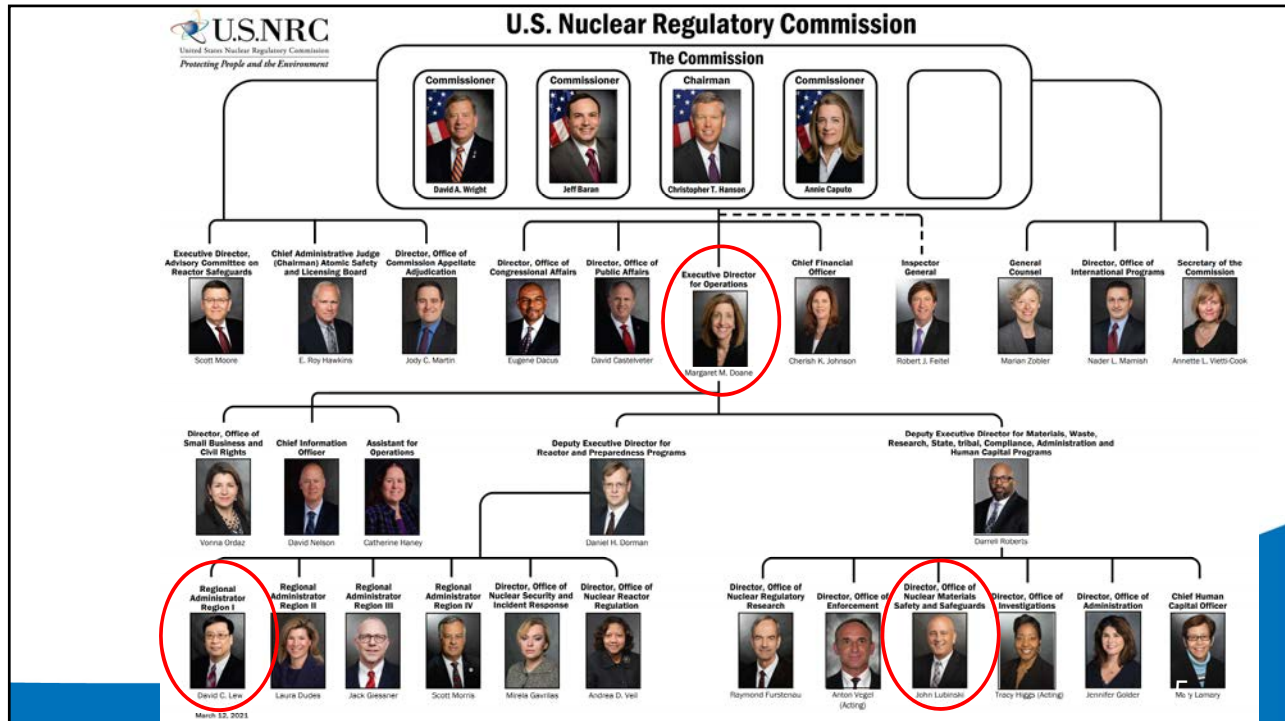 U.S.NRC
United States Nuclear Regulatory Commission
Protecting People and the Environment
U.S. Nuclear Regulatory Commission
The Commission
Commissioner
David A. Wright
Commissioner
Jeff Baran
Chairman
Christopher T. Hanson
Commissioner
Annie Caputo
Executive Director,
Advisory Committee on
Reactor Safeguards
Scott Moore
Chief Administrative Judge
(Chairman) Atomic Safety
and Licensing Board
E. Roy Hawkins
Director, Office of
Commission Appellate
Adjudication
Jody C. Martin
Director, Office of
Congressional Affairs
Eugene Dacus
Director, Office of
Public Affairs
David Castelveter
Executive Director
for Operations
Margaret M. Doane
Chief Financial
Officer
Cherish K. Johnson
Inspector
General
Robert J. Feitel
General
Counsel
Marian Zobler
Director, Office of
International Programs
Nader L. Mamish
Secretary of the
Commission
Annette L. Vietti-Cook
Director, Office of
Small Business and
Civil Rights
Vonna Ordaz
Chief Information
Officer
David Nelson
Assistant for
Operations
Catherine Haney
Deputy Executive Director for
Reactor and Preparedness Programs
Daniel H. Dorman
Deputy Executive Director for Materials, Waste,
Research, State, tribal, Compliance, Administration and
Human Capital Programs
Darrell Roberts
Regional
Administrator
Region I
David C. Lew
Regional
Administrator
Region II
Laura Dudes
Regional
Administrator
Region III
Jack Giessner
Regional
Administrator
Region IV
Scott Morris
Director, Office of
Nuclear Security and
Incident Response
Mirela Gavrilas
Director, Office of
Nuclear Reactor
Regulation
Andrea D. Veil
Director, Office of
Nuclear Regulatory
Research
Raymond Furstenau
Director, Office of
Enforcement
Anton Vegel
(Acting)
Director, Office of
Nuclear Materials
Safety and Safeguards
John Lubinski
Director, Office of
Investigations
Tracy Higgs (Acting)
Director, Office of
Administration
Jennifer Golder
Chief Human
Capital Officer
Mary Lamary
March 12, 2021